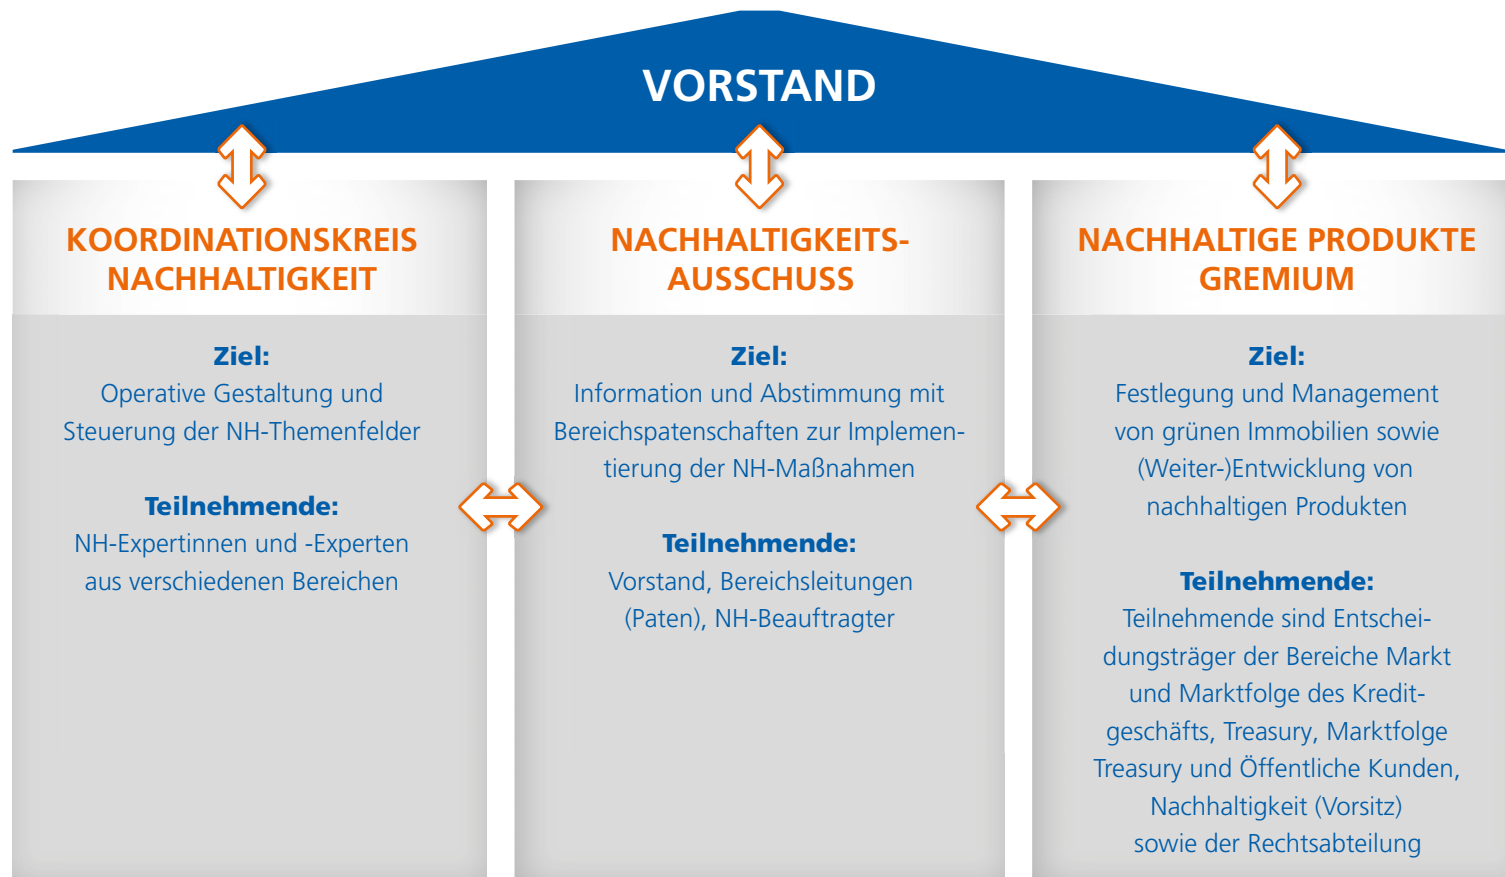 VORSTAND
KOORDINATIONSKREIS
NACHHALTIGKEIT
Ziel:
Operative Gestaltung und
Steuerung der NH-Themenfelder
Teilnehmende:
NH-Expertinnen und -Experten
aus verschiedenen Bereichen
NACHHALTIGKEITS-
AUSSCHUSS
Ziel:
Information und Abstimmung mit
Bereichspatenschaften zur Implemen-
tierung der NH-Maßnahmen
Teilnehmende:
Vorstand, Bereichsleitungen
(Paten), NH-Beauftragter
NACHHALTIGE PRODUKTE
GREMIUM
Ziel:
Festlegung und Management
von grünen Immobilien sowie
(Weiter-)Entwicklung von
nachhaltigen Produkten
Teilnehmende:
Teilnehmende sind Entschei-
dungsträger der Bereiche Markt
und Marktfolge des Kredit-
geschäfts, Treasury, Marktfolge
Treasury und Öffentliche Kunden,
Nachhaltigkeit (Vorsitz)
sowie der Rechtsabteilung